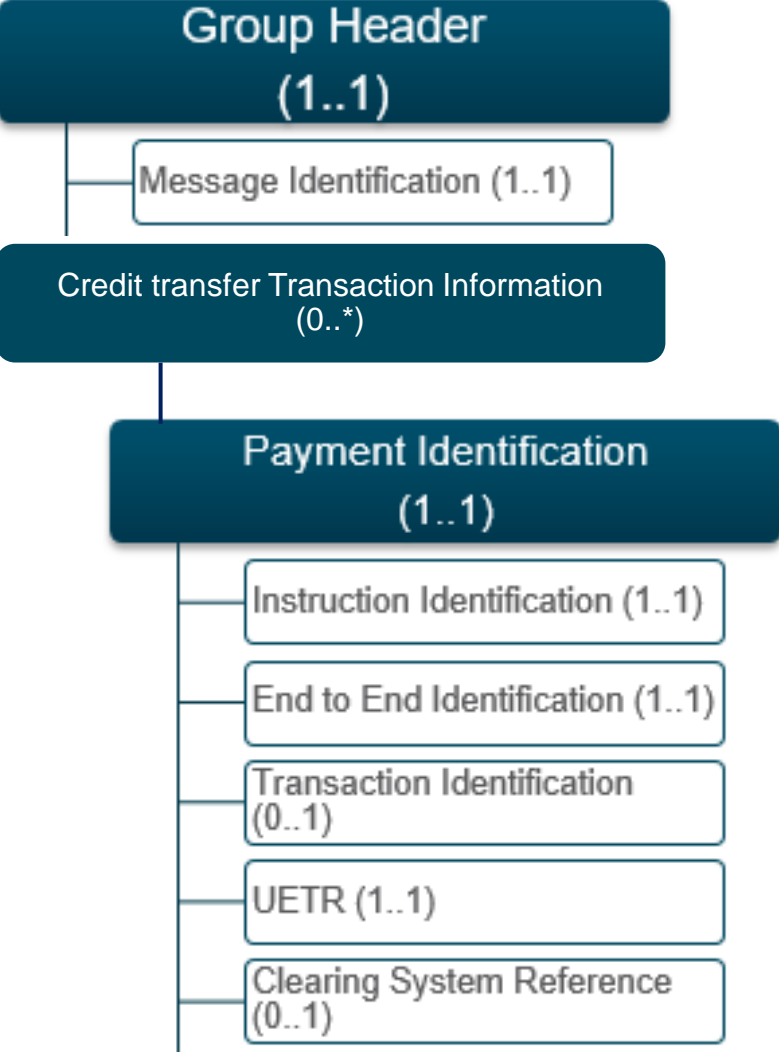 Group Header
(1..1)
Message Identification (1..1)
Credit transfer Transaction Information
(0..*)
Payment Identification
(1..1)
Instruction Identification (1..1)
End to End Identification (1..1)
Transaction Identification
(0..1)
UETR (1..1)
Clearing System Reference
(0..1)